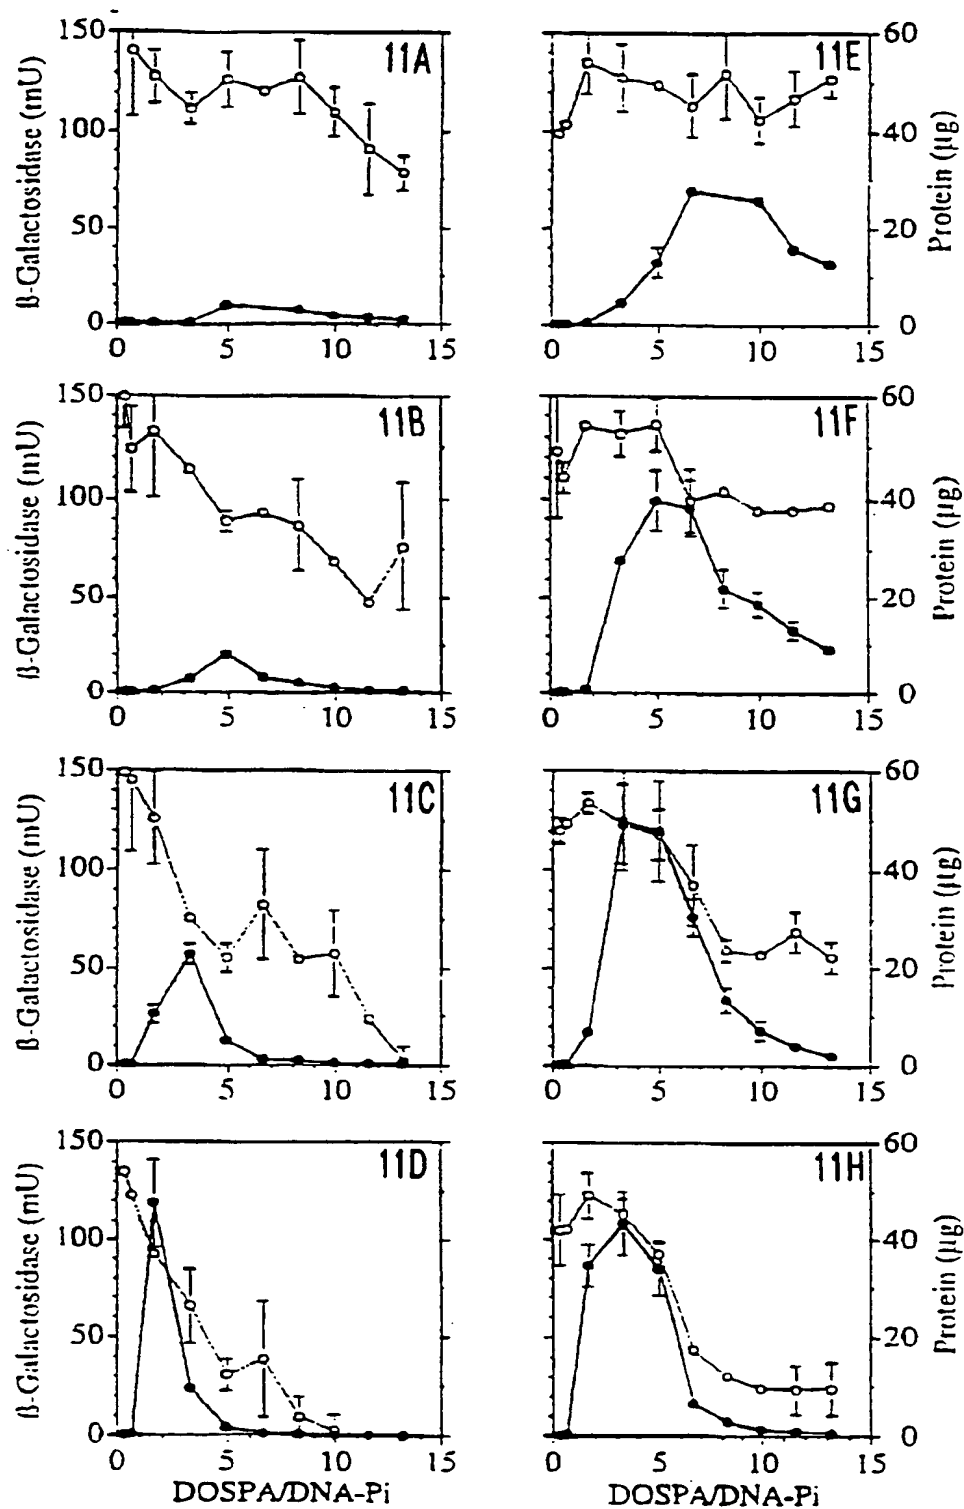 150 11A 11E 60
100 40
50 20
0 0
0 5 10 15 0 5 10 15
ß-Galactosidase (mU) Protein (µg)
150 11B 11F 60
100 40
50 20
0 0
0 5 10 15 0 5 10 15
ß-Galactosidase (mU) Protein (µg)
150 11C 11G 60
100 40
50 20
0 0
0 5 10 15 0 5 10 15
ß-Galactosidase (mU) Protein (µg)
150 11D 11H 60
100 40
50 20
0 0
0 5 10 15 0 5 10 15
ß-Galactosidase (mU) Protein (µg)
DOSPA/DNA-Pi DOSPA/DNA-Pi